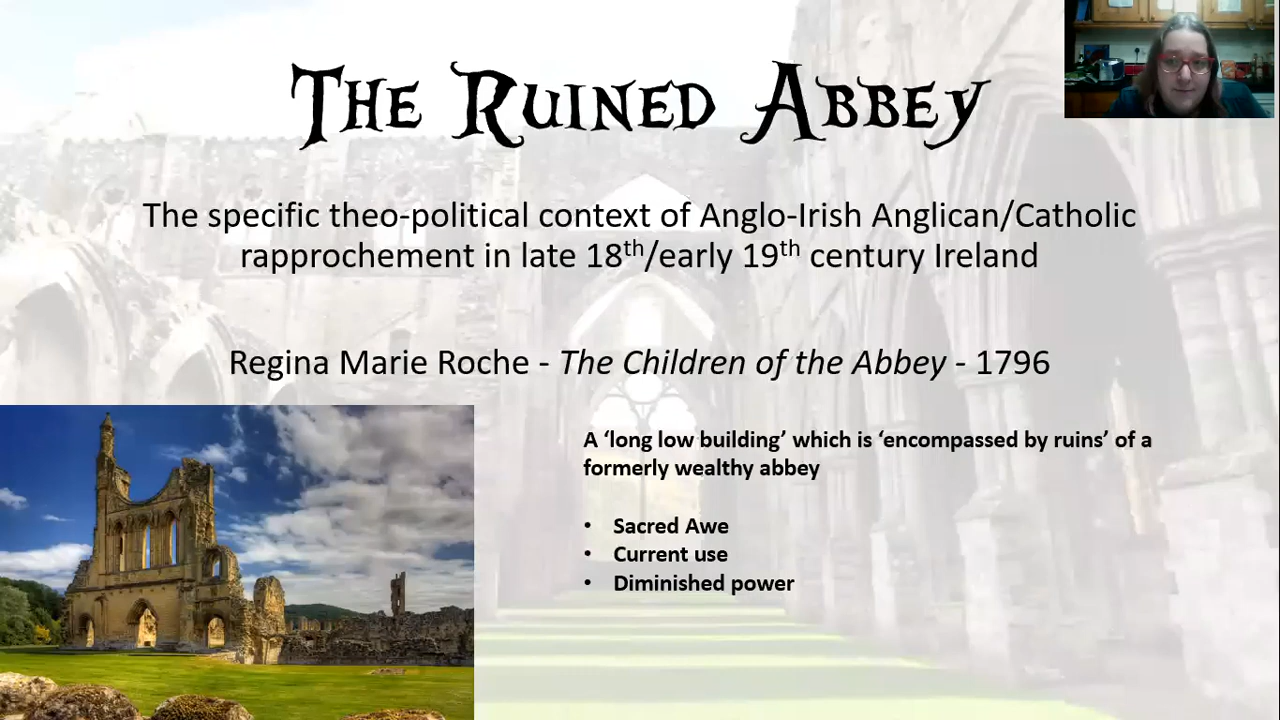 The Ruined Abbey
The specific theo-political context of Anglo-Irish Anglican/Catholic
rapprochement in late 18th/early 19th century Ireland
Regina Marie Roche - The Children of the Abbey - 1796
A ‘long low building’ which is ‘encompassed by ruins’ of a
formerly wealthy abbey
• Sacred Awe
• Current use
• Diminished power